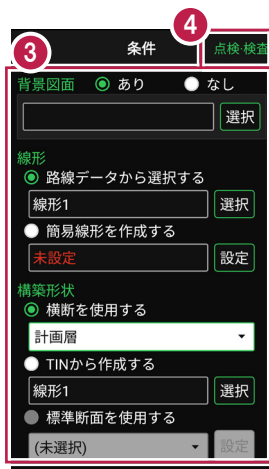 3
4
条件
点検・検査
背景図面
あり
なし
選択
線形
路線データから選択する
線形1
選択
簡易線形を作成する
未設定
設定
構築形状
横断を使用する
計画層
TINから作成する
線形1
選択
標準断面を使用する
(未選択)
設定